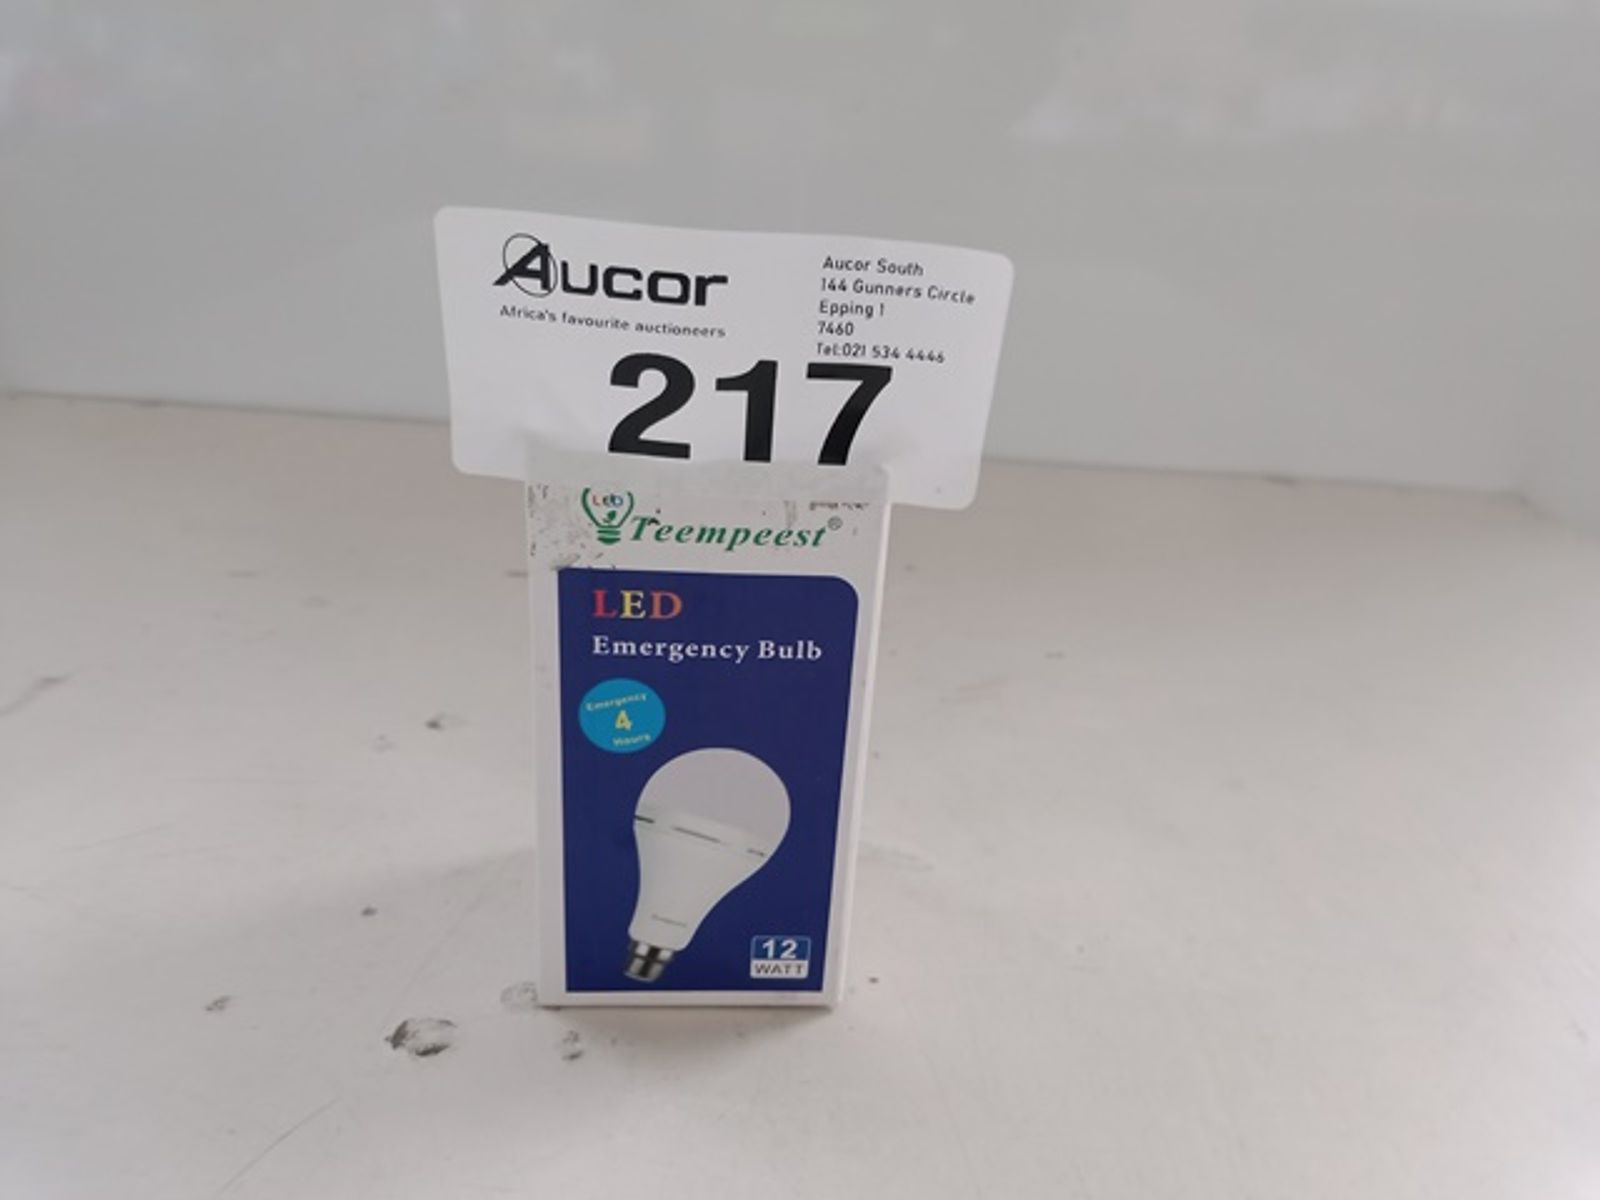 Aucor
Africa's favourite auctioneers
Aucor South
144 Gunners Circle
Epping 1
7460
Tel:021 534 4446
217
LED
Teempeest®
LED
Emergency Bulb
Emergency
4
Hours
12
WATT